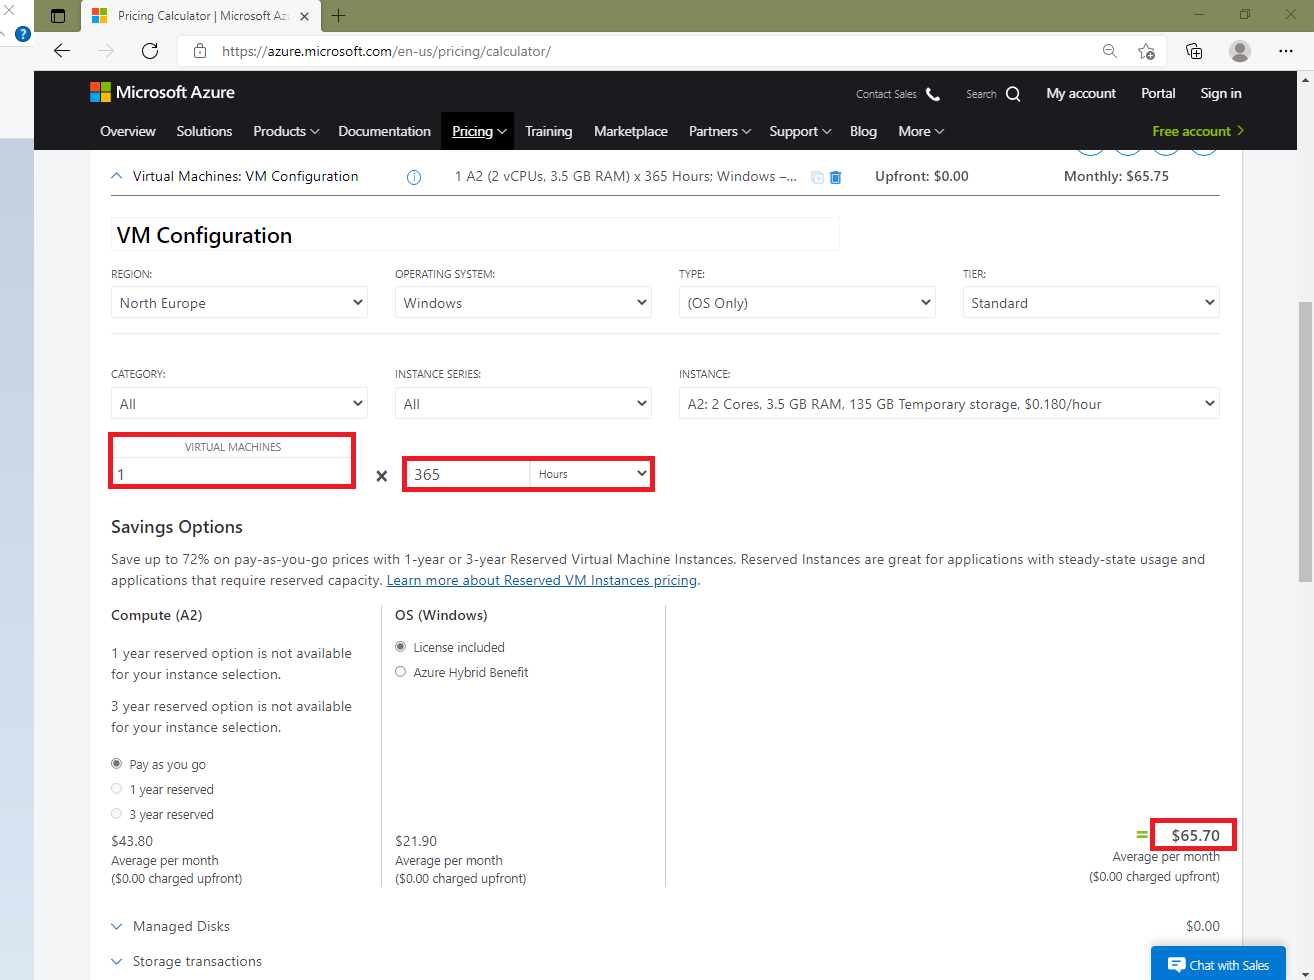 Pricing Calculator | Microsoft Az
?
https://azure.microsoft.com/en-us/pricing/calculator/
Microsoft Azure
Contact Sales
Search
My account
Portal
Sign in
Overview
Solutions
Products
Documentation
Pricing
Training
Marketplace
Partners
Support
Blog
More
Free account
Virtual Machines: VM Configuration
1 A2 (2 vCPUs, 3.5 GB RAM) x 365 Hours; Windows –...
Upfront: $0.00
Monthly: $65.75
VM Configuration
REGION:
OPERATING SYSTEM:
TYPE:
TIER:
North Europe
Windows
(OS Only)
Standard
CATEGORY:
INSTANCE SERIES:
INSTANCE:
All
All
A2: 2 Cores, 3.5 GB RAM, 135 GB Temporary storage, $0.180/hour
VIRTUAL MACHINES
1
×
365
Hours
Savings Options
Save up to 72% on pay-as-you-go prices with 1-year or 3-year Reserved Virtual Machine Instances. Reserved Instances are great for applications with steady-state usage and
applications that require reserved capacity. Learn more about Reserved VM Instances pricing.
Compute (A2)
1 year reserved option is not available
for your instance selection.
3 year reserved option is not available
for your instance selection.
Pay as you go
1 year reserved
3 year reserved
$43.80
Average per month
($0.00 charged upfront)
OS (Windows)
License included
Azure Hybrid Benefit
$21.90
Average per month
($0.00 charged upfront)
= $65.70
Average per month
($0.00 charged upfront)
Managed Disks
$0.00
Storage transactions
Chat with Sales